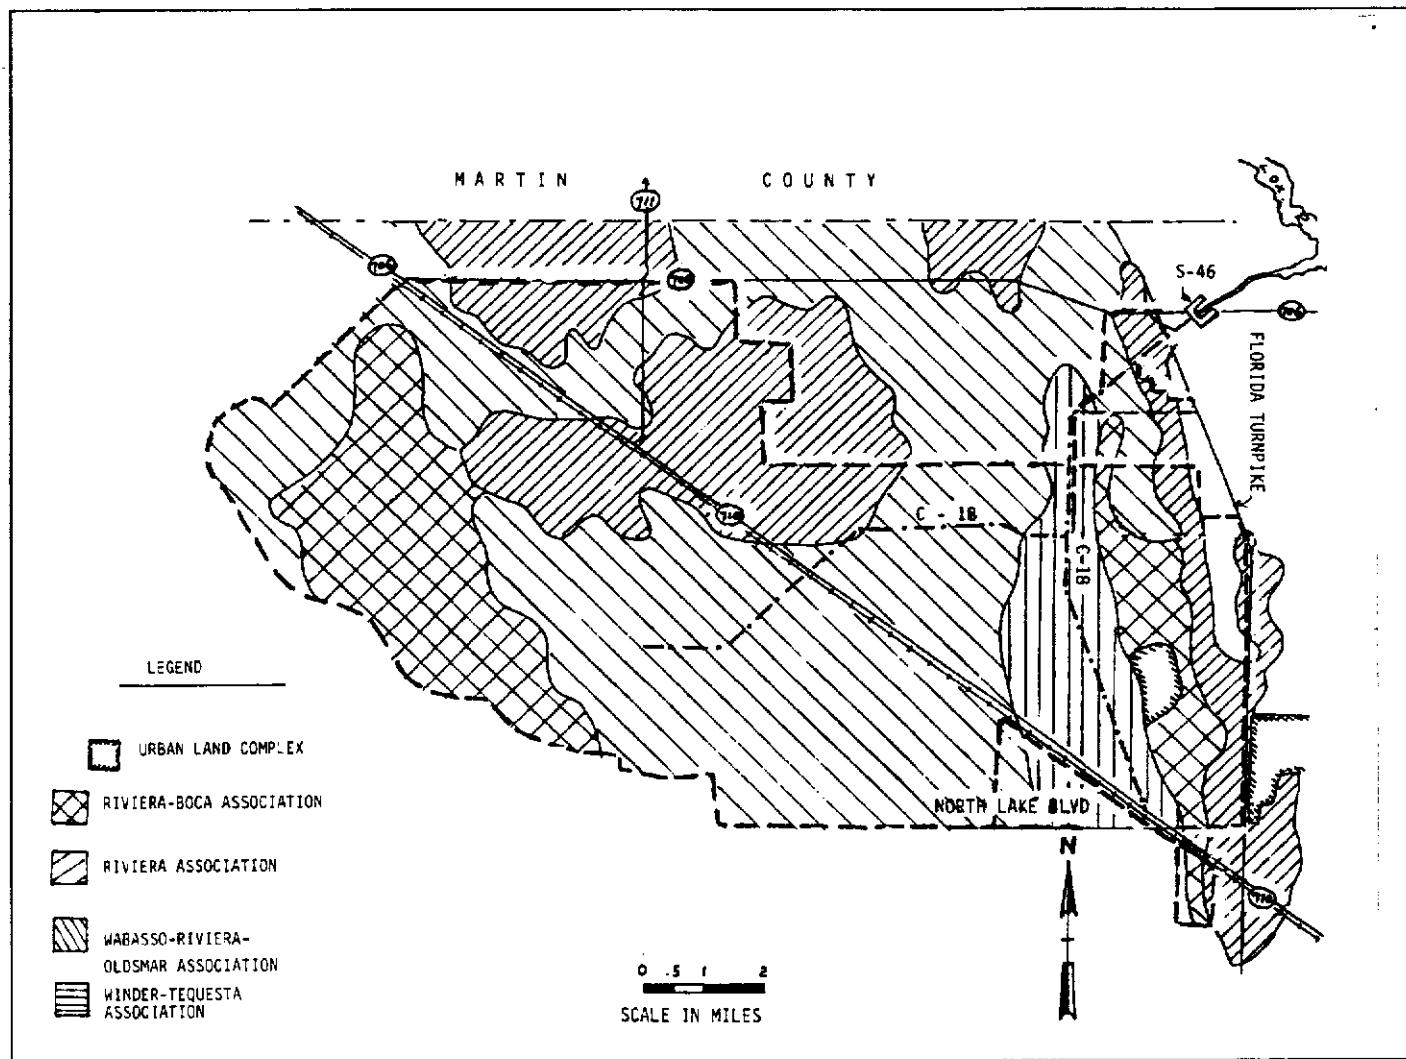 MARTIN COUNTY
711
706
706
S-46
706
FLORIDA TURNPIKE
C - 18
710
C-18
LEGEND
URBAN LAND COMPLEX
RIVIERA-BOCA ASSOCIATION
NORTH LAKE BLVD
RIVIERA ASSOCIATION
N
710
WABASSO-RIVIERA-
OLDSMAR ASSOCIATION
0 .5 1 2
WINDER-TEQUESTA
ASSOCIATION
SCALE IN MILES